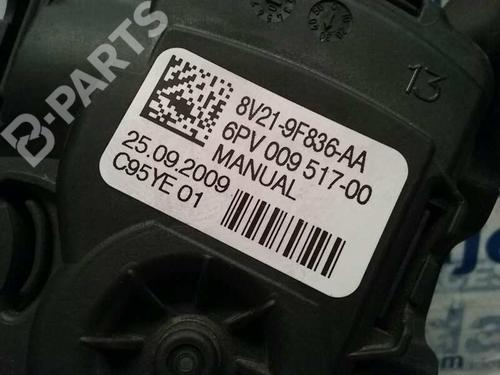 B-PARTS
13
8V21-9F836-AA
6PV 009 517-00
MANUAL
25.09.2009
C95YE 01